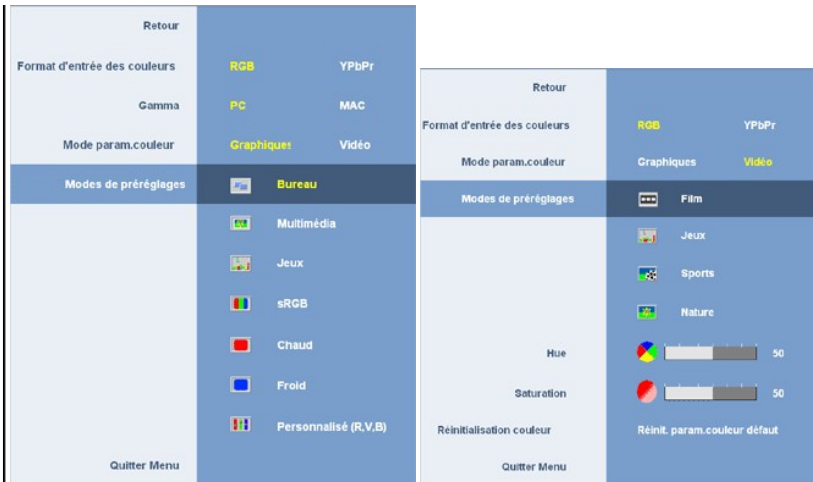 Retour
Format d'entrée des couleurs RGB YPbPr
Gamma PC MAC
Mode param.couleur Graphiques Vidéo
Modes de préréglages Bureau
Multimédia
Jeux
sRGB
Chaud
Froid
Personnalisé (R,V,B)
Quitter Menu
Retour
Format d'entrée des couleurs RGB YPbPr
Mode param.couleur Graphiques Vidéo
Modes de préréglages Film
Jeux
Sports
Nature
Hue 50
Saturation 50
Réinitialisation couleur Réinit. param.couleur défaut
Quitter Menu